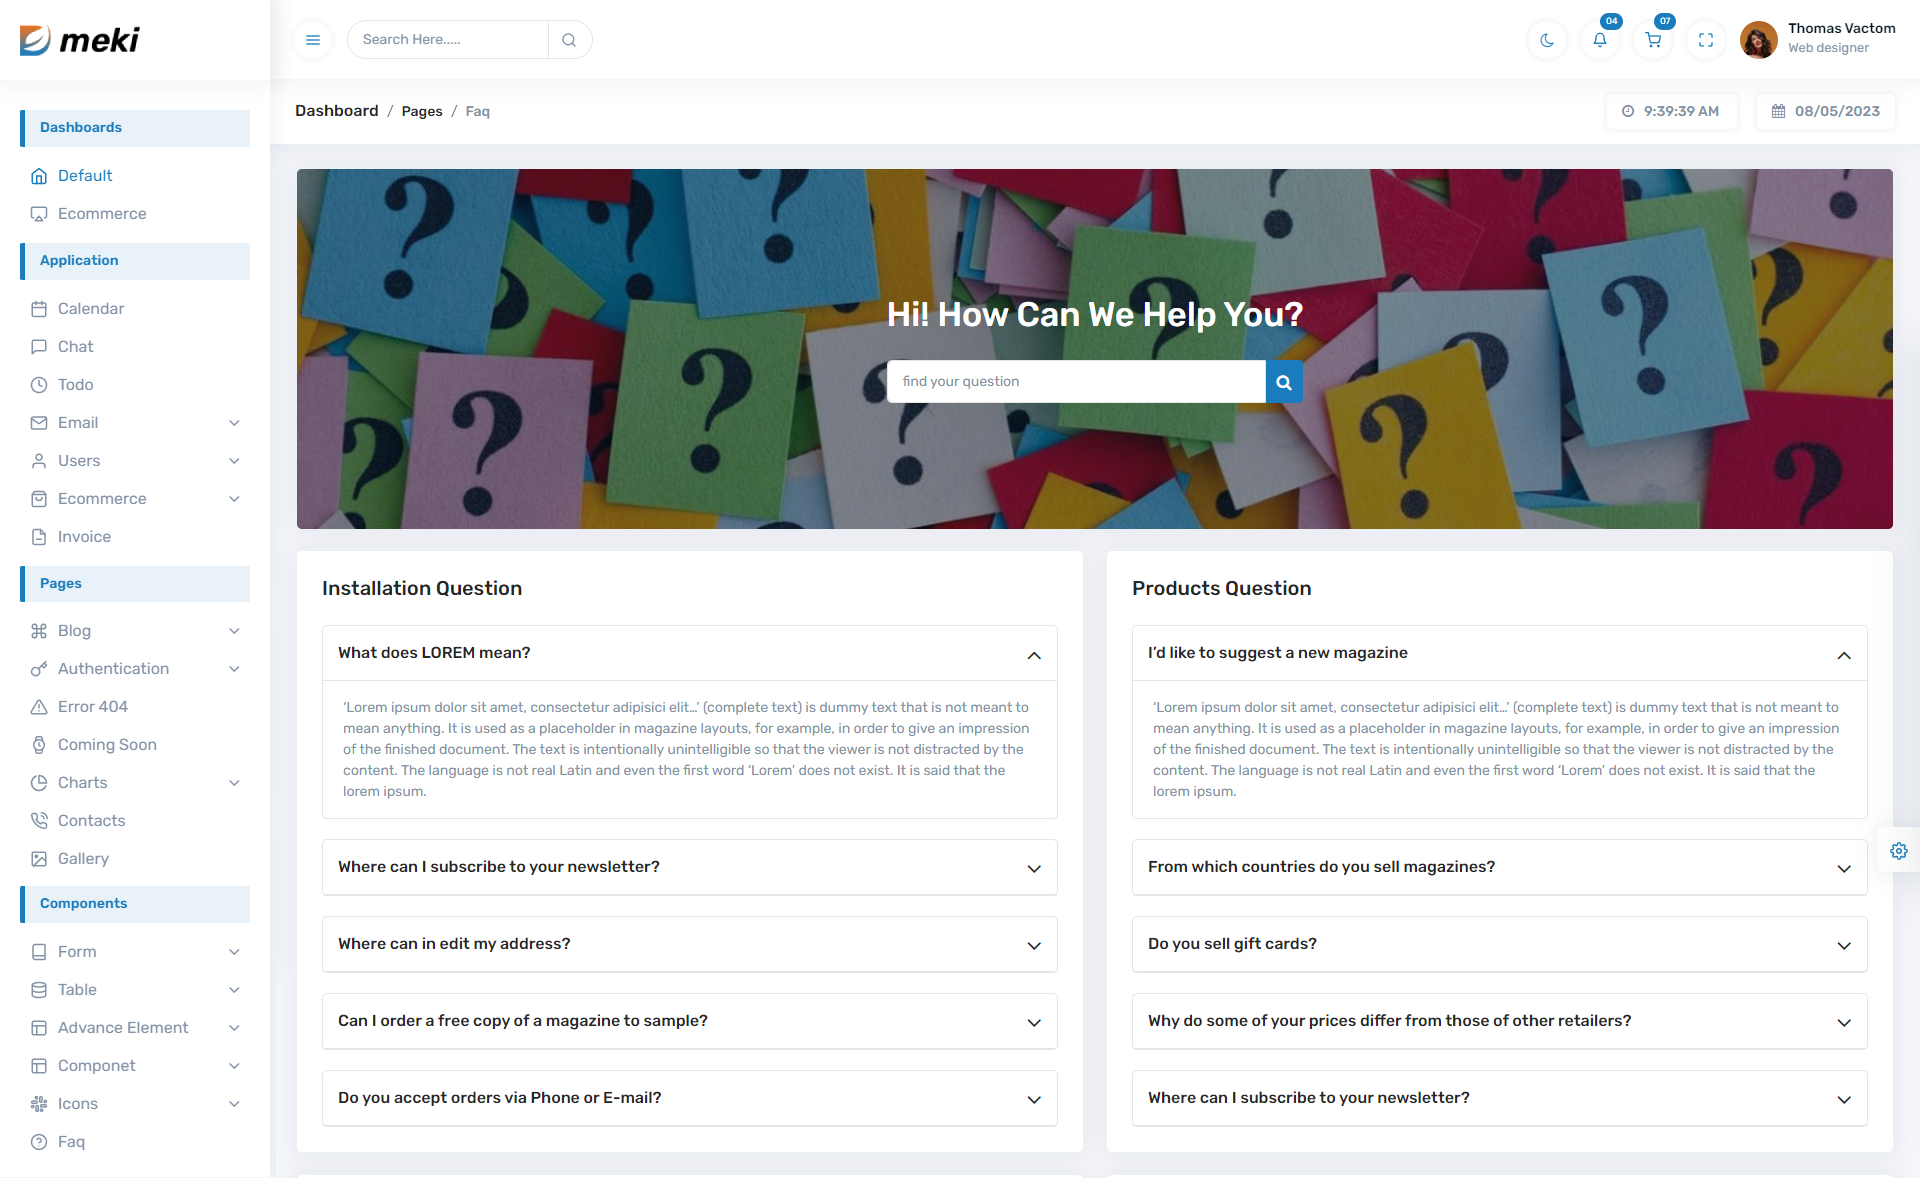 meki
Search Here.....
04
07
Thomas Vactom
Web designer
Dashboard / Pages / Faq
9:39:39 AM
08/05/2023
Dashboards
Default
Ecommerce
Application
Calendar
Chat
Todo
Email
Users
Ecommerce
Invoice
Pages
Blog
Authentication
Error 404
Coming Soon
Charts
Contacts
Gallery
Components
Form
Table
Advance Element
Componet
Icons
Faq
? ? ? ? ? ? ? ? ? ?
Hi! How Can We Help You?
find your question
Installation Question
What does LOREM mean?
‘Lorem ipsum dolor sit amet, consectetur adipisici elit…’ (complete text) is dummy text that is not meant to
mean anything. It is used as a placeholder in magazine layouts, for example, in order to give an impression
of the finished document. The text is intentionally unintelligible so that the viewer is not distracted by the
content. The language is not real Latin and even the first word ‘Lorem’ does not exist. It is said that the
lorem ipsum.
Where can I subscribe to your newsletter?
Where can in edit my address?
Can I order a free copy of a magazine to sample?
Do you accept orders via Phone or E-mail?
Products Question
I’d like to suggest a new magazine
‘Lorem ipsum dolor sit amet, consectetur adipisici elit…’ (complete text) is dummy text that is not meant to
mean anything. It is used as a placeholder in magazine layouts, for example, in order to give an impression
of the finished document. The text is intentionally unintelligible so that the viewer is not distracted by the
content. The language is not real Latin and even the first word ‘Lorem’ does not exist. It is said that the
lorem ipsum.
From which countries do you sell magazines?
Do you sell gift cards?
Why do some of your prices differ from those of other retailers?
Where can I subscribe to your newsletter?